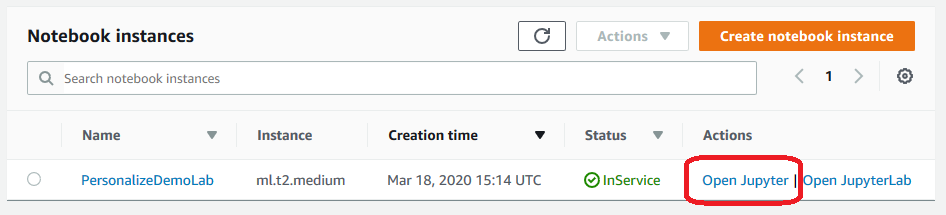 Notebook instances
Actions
Create notebook instance
Search notebook instances
1
Name Instance Creation time Status Actions
PersonalizeDemoLab ml.t2.medium Mar 18, 2020 15:14 UTC InService Open Jupyter | Open JupyterLab